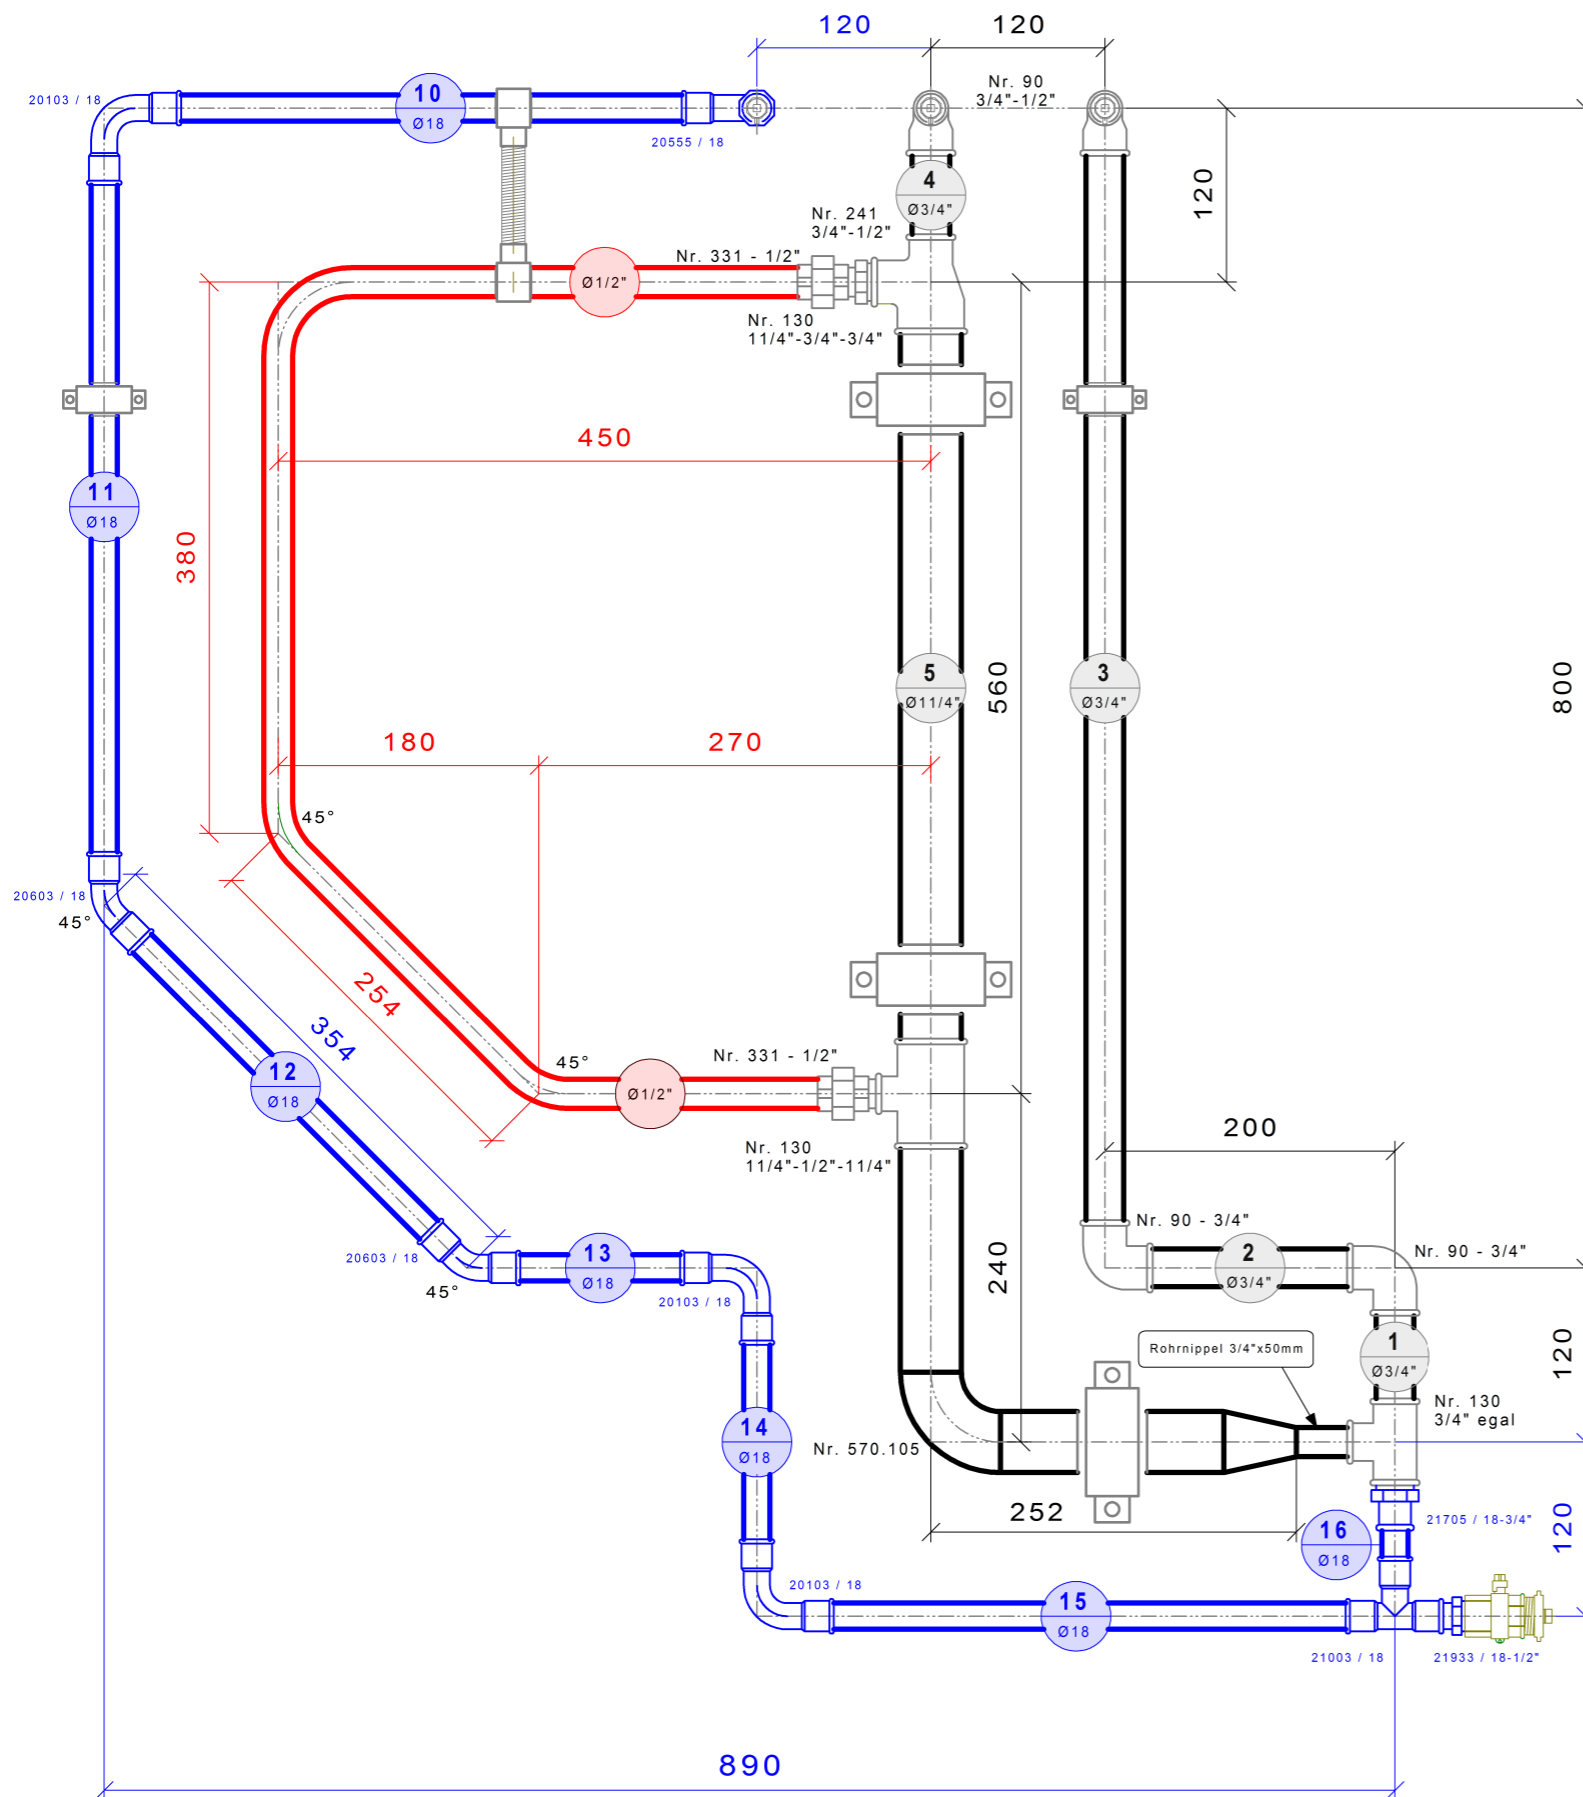 120
120
20103 / 18
10
Ø18
20555 / 18
Nr. 90
3/4"-1/2"
120
4
Ø3/4"
Nr. 241
3/4"-1/2"
Nr. 331 - 1/2"
Ø1/2"
Nr. 130
11/4"-3/4"-3/4"
450
11
Ø18
380
5
Ø11/4"
560
3
Ø3/4"
800
180
270
45°
20603 / 18
45°
254
354
12
Ø18
45°
Nr. 331 - 1/2"
Ø1/2"
Nr. 130
11/4"-1/2"-11/4"
200
Nr. 90 - 3/4"
Nr. 90 - 3/4"
2
Ø3/4"
240
20603 / 18
45°
13
Ø18
20103 / 18
Rohrnippel 3/4"x50mm
1
Ø3/4"
120
Nr. 130
3/4" egal
14
Ø18
Nr. 570.105
252
16
Ø18
21705 / 18-3/4"
120
20103 / 18
15
Ø18
21003 / 18
21933 / 18-1/2"
890